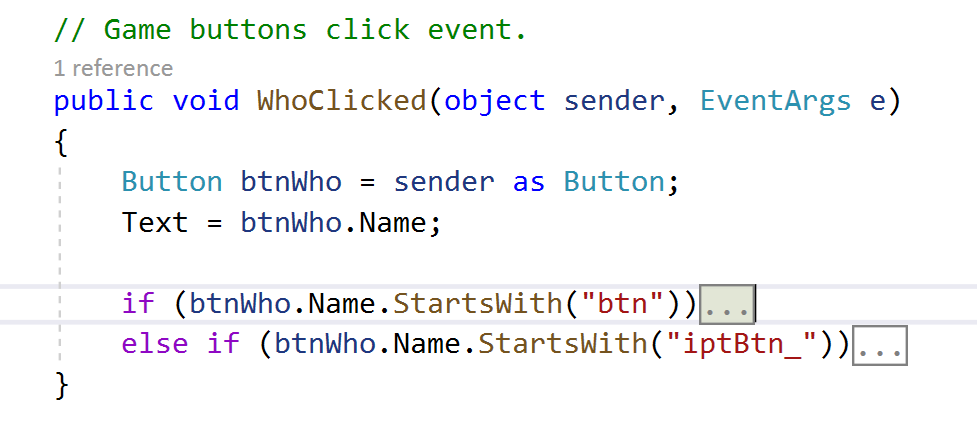 // Game buttons click event.
1 reference
public void WhoClicked(object sender, EventArgs e)
{
Button btnWho = sender as Button;
Text = btnWho.Name;
if (btnWho.Name.StartsWith("btn"))...
else if (btnWho.Name.StartsWith("iptBtn_"))...
}